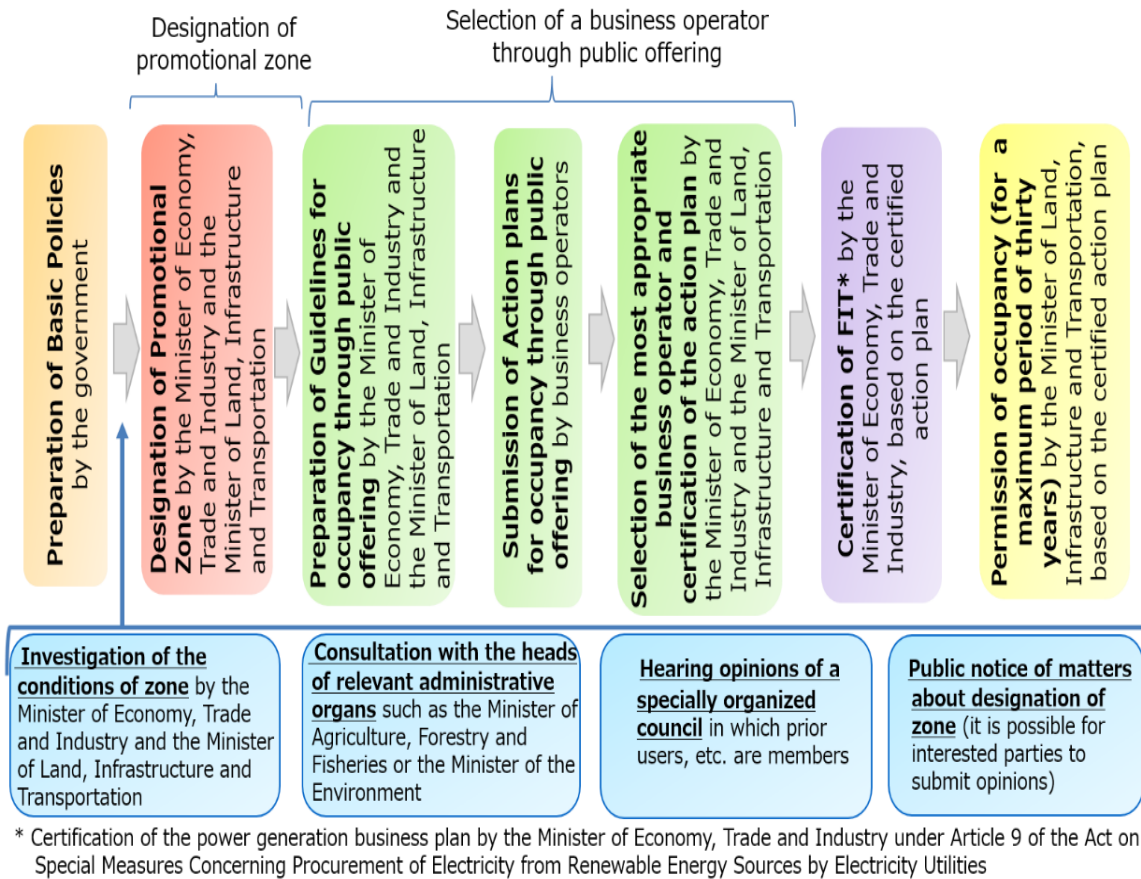 Designation of
promotional zone
Selection of a business operator
through public offering
Preparation of Basic Policies
by the government
Designation of Promotional
Zone by the Minister of Economy,
Trade and Industry and the
Minister of Land, Infrastructure
and Transportation
Preparation of Guidelines for
occupancy through public
offering by the Minister of
Economy, Trade and Industry and
the Minister of Land, Infrastructure
and Transportation
Submission of Action plans
for occupancy through public
offering by business operators
Selection of the most appropriate
business operator and
certification of the action plan by
the Minister of Economy, Trade and
Industry and the Minister of Land,
Infrastructure and Transportation
Certification of FIT* by the
Minister of Economy, Trade and
Industry, based on the certified
action plan
Permission of occupancy (for a
maximum period of thirty
years) by the Minister of Land,
Infrastructure and Transportation,
based on the certified action plan
Investigation of the
conditions of zone by the
Minister of Economy, Trade
and Industry and the Minister
of Land, Infrastructure and
Transportation
Consultation with the heads
of relevant administrative
organs such as the Minister of
Agriculture, Forestry and
Fisheries or the Minister of the
Environment
Hearing opinions of a
specially organized
council in which prior
users, etc. are members
Public notice of matters
about designation of
zone (it is possible for
interested parties to
submit opinions)
* Certification of the power generation business plan by the Minister of Economy, Trade and Industry under Article 9 of the Act on
Special Measures Concerning Procurement of Electricity from Renewable Energy Sources by Electricity Utilities